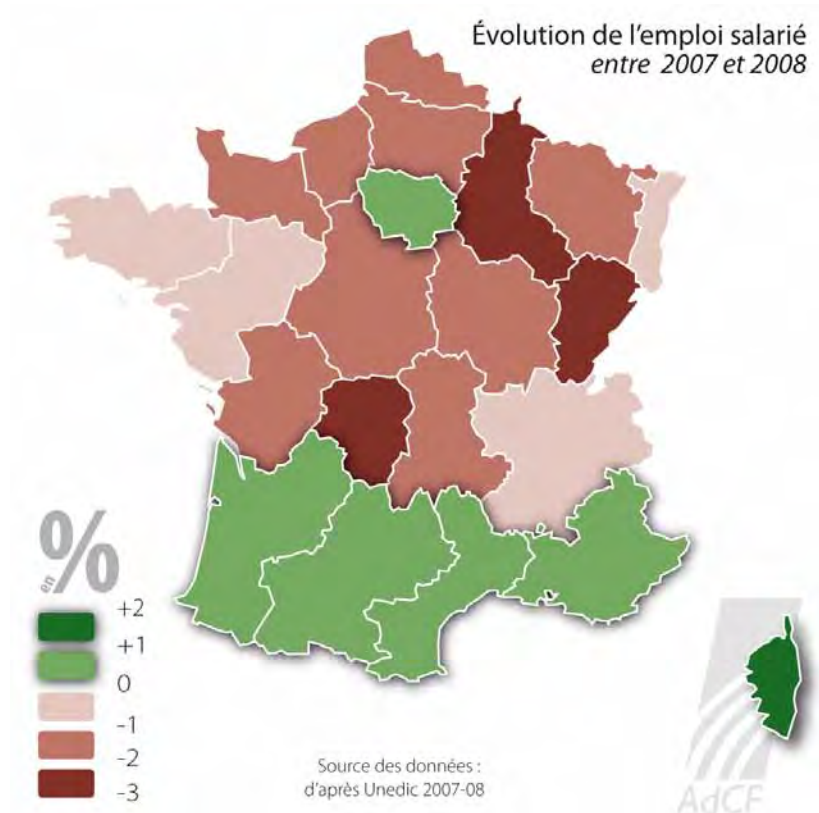 Évolution de l'emploi salarié
entre 2007 et 2008
en %
+2
+1
0
-1
-2
-3
Source des données :
d'après Unedic 2007-08
AdCF